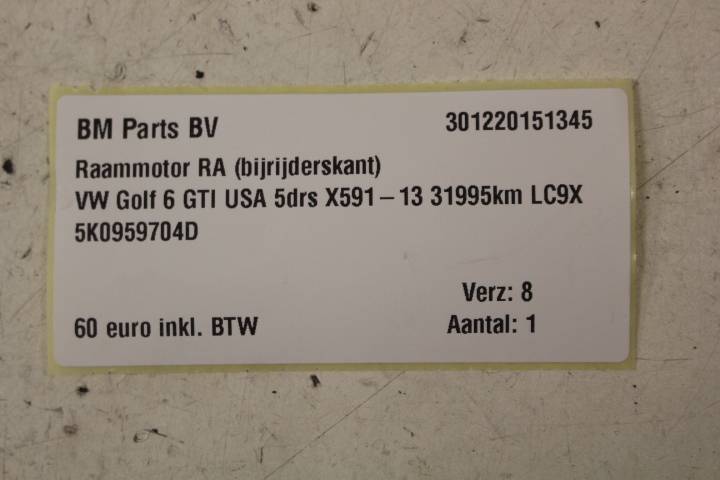 BM Parts BV 301220151345
Raammotor RA (bijrijderskant)
VW Golf 6 GTI USA 5drs X591–13 31995km LC9X
5K0959704D
Verz: 8
60 euro inkl. BTW Aantal: 1